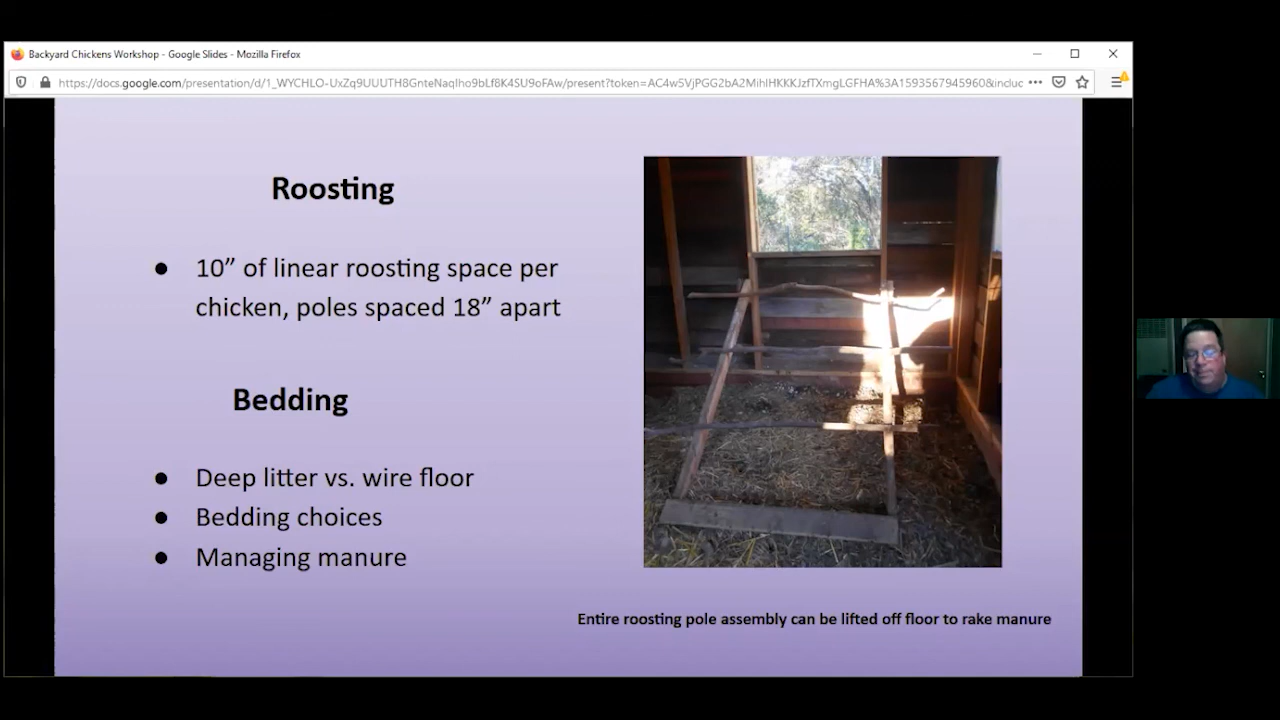 Backyard Chickens Workshop - Google Slides - Mozilla Firefox
Roosting
● 10” of linear roosting space per
chicken, poles spaced 18” apart
Bedding
● Deep litter vs. wire floor
● Bedding choices
● Managing manure
Entire roosting pole assembly can be lifted off floor to rake manure